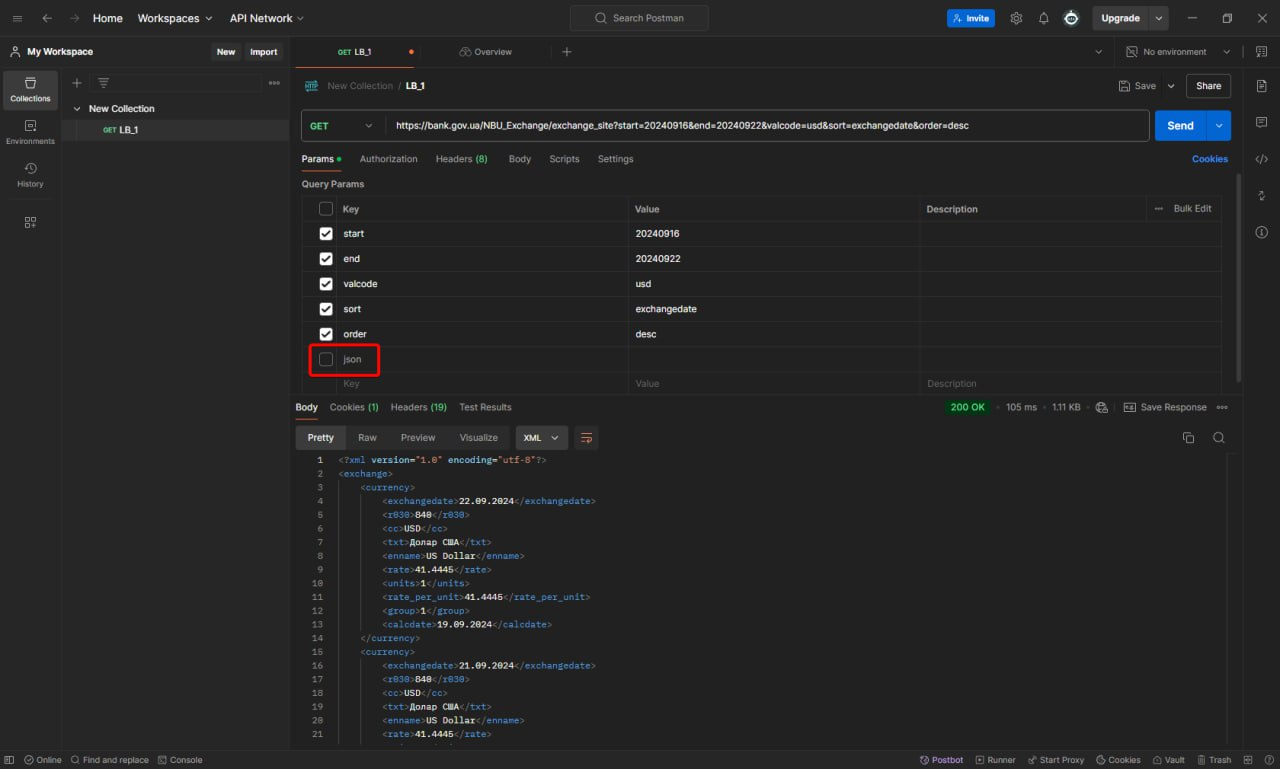 Home Workspaces API Network Search Postman Invite Upgrade
My Workspace New Import GET LB_1 Overview No environment
Collections
Environments
History
New Collection
GET LB_1
New Collection / LB_1 Save Share
GET https://bank.gov.ua/NBU_Exchange/exchange_site?start=20240916&end=20240922&valcode=usd&sort=exchangedate&order=desc Send
Params Authorization Headers (8) Body Scripts Settings Cookies
Query Params
Key Value Description Bulk Edit
start 20240916
end 20240922
valcode usd
sort exchangedate
order desc
json
Key Value Description
Body Cookies (1) Headers (19) Test Results 200 OK 105 ms 1.11 KB Save Response
Pretty Raw Preview Visualize XML
1 <?xml version="1.0" encoding="utf-8"?>
2 <exchange>
3 <currency>
4 <exchangedate>22.09.2024</exchangedate>
5 <r030>840</r030>
6 <cc>USD</cc>
7 <txt>Долар США</txt>
8 <enname>US Dollar</enname>
9 <rate>41.4445</rate>
10 <units>1</units>
11 <rate_per_unit>41.4445</rate_per_unit>
12 <group>1</group>
13 <calcdate>19.09.2024</calcdate>
14 </currency>
15 <currency>
16 <exchangedate>21.09.2024</exchangedate>
17 <r030>840</r030>
18 <cc>USD</cc>
19 <txt>Долар США</txt>
20 <enname>US Dollar</enname>
21 <rate>41.4445</rate>
Online Find and replace Console Postbot Runner Start Proxy Cookies Vault Trash